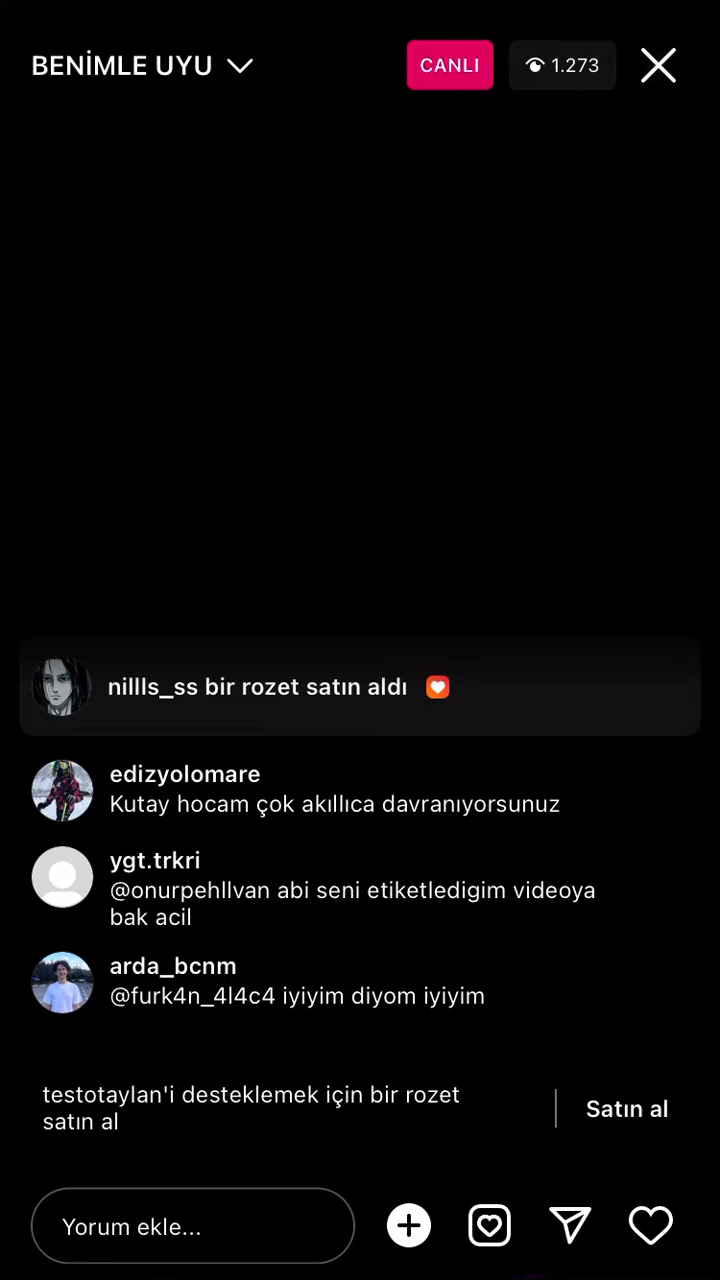 BENİMLE UYU
CANLI
1.273
nillls_ss bir rozet satın aldı
edizyolomare
Kutay hocam çok akıllıca davranıyorsunuz
ygt.trkri
@onurpehllvan abi seni etiketledigim videoya
bak acil
arda_bcnm
@furk4n_4l4c4 iyiyim diyom iyiyim
testotaylan'i desteklemek için bir rozet
satın al
Satın al
Yorum ekle...